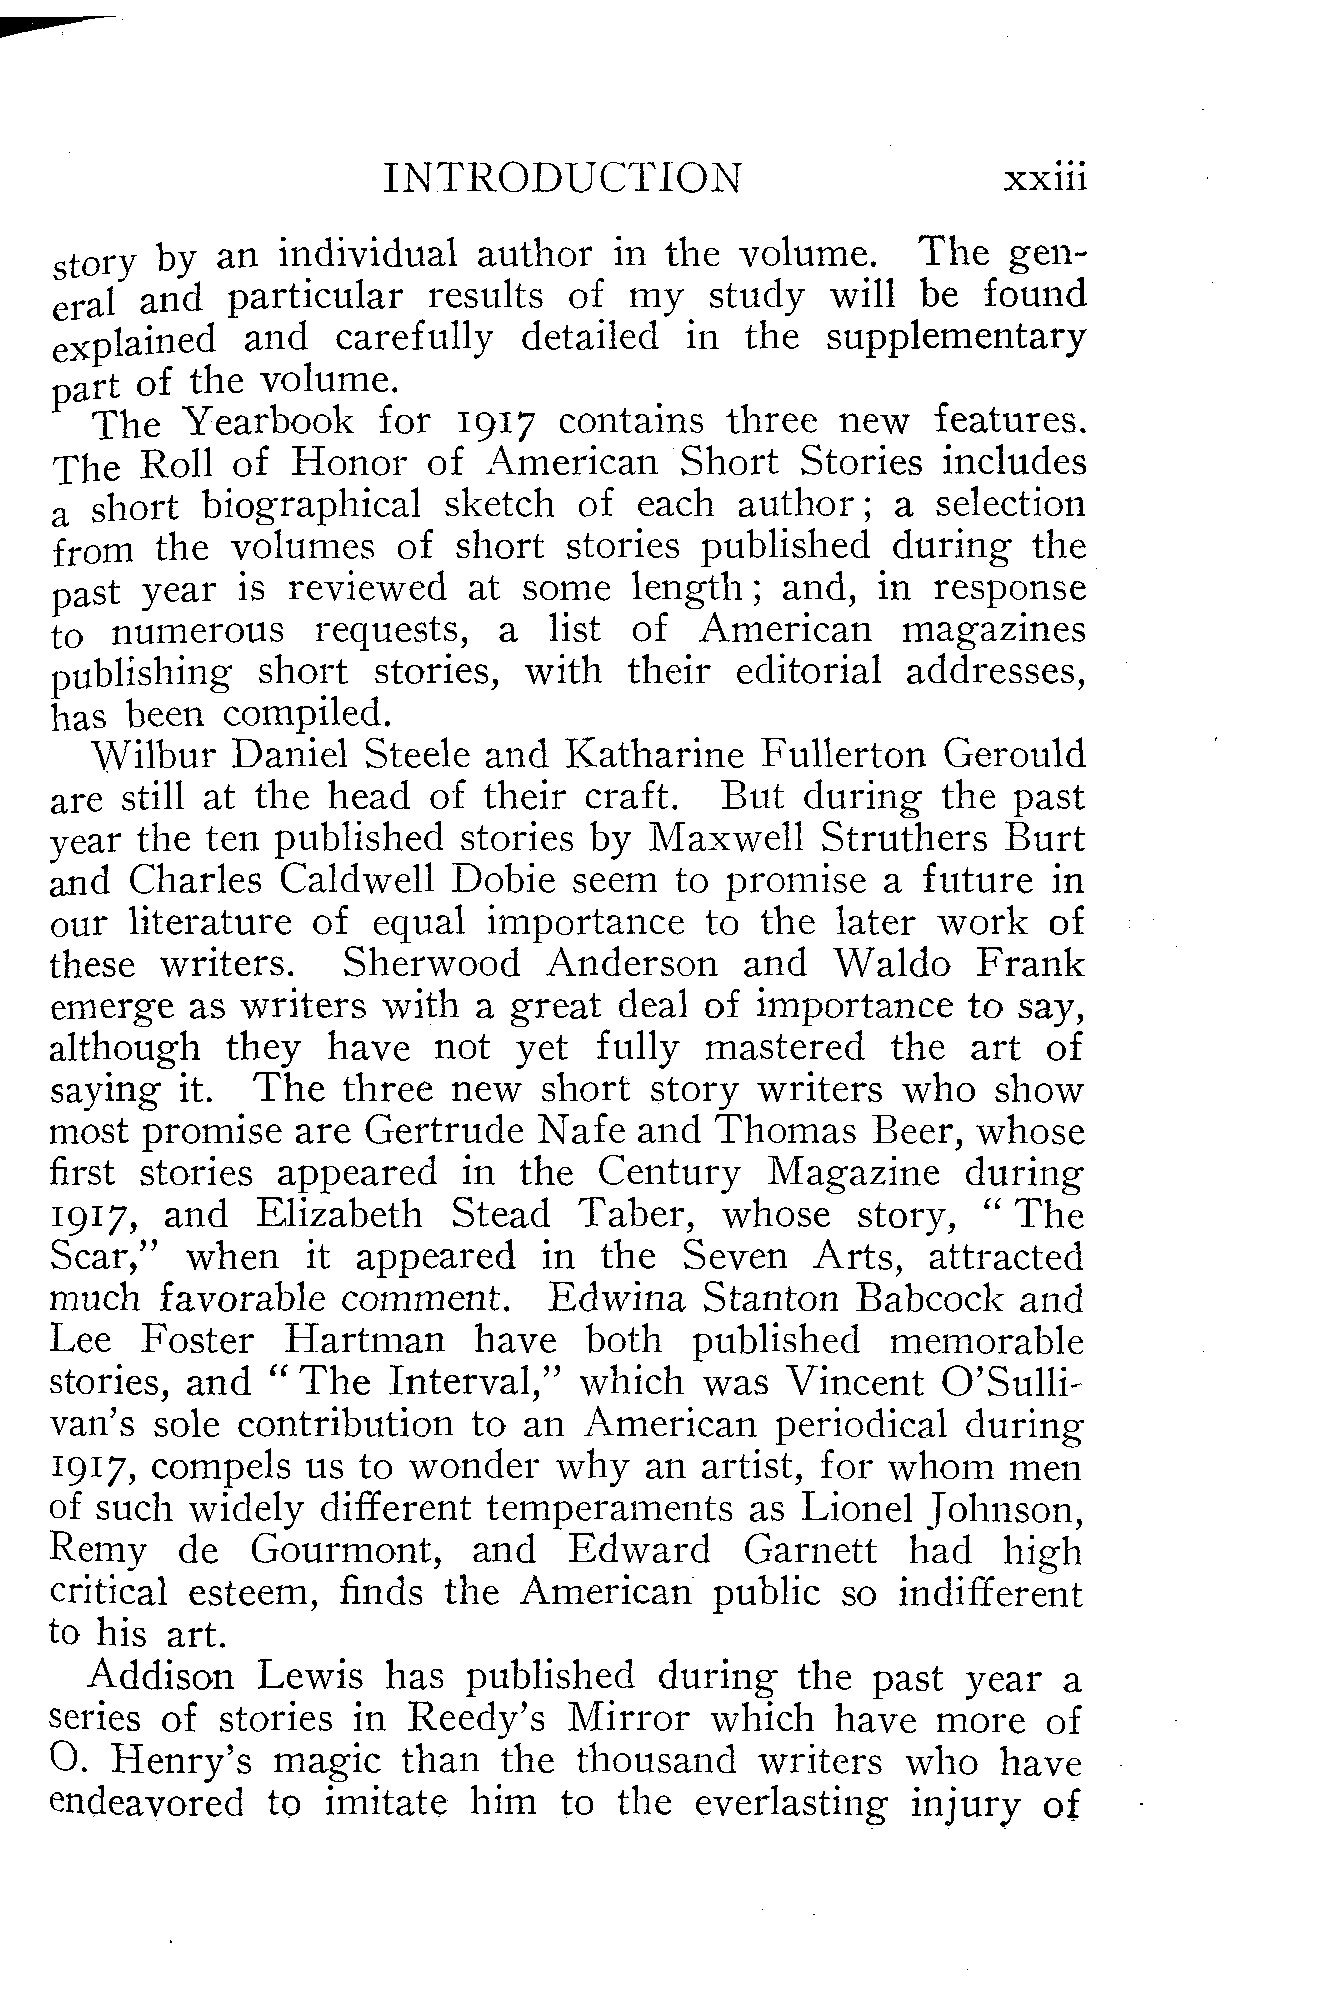 INTRODUCTION xxiii
story by an individual author in the volume. The gen-
eral and particular results of my study will be found
explained and carefully detailed in the supplementary
part of the volume.
The Yearbook for 1917 contains three new features.
The Roll of Honor of American Short Stories includes
a short biographical sketch of each author; a selection
from the volumes of short stories published during the
past year is reviewed at some length; and, in response
to numerous requests, a list of American magazines
publishing short stories, with their editorial addresses,
has been compiled.
Wilbur Daniel Steele and Katharine Fullerton Gerould
are still at the head of their craft. But during the past
year the ten published stories by Maxwell Struthers Burt
and Charles Caldwell Dobie seem to promise a future in
our literature of equal importance to the later work of
these writers. Sherwood Anderson and Waldo Frank
emerge as writers with a great deal of importance to say,
although they have not yet fully mastered the art of
saying it. The three new short story writers who show
most promise are Gertrude Nafe and Thomas Beer, whose
first stories appeared in the Century Magazine during
1917, and Elizabeth Stead Taber, whose story, " The
Scar," when it appeared in the Seven Arts, attracted
much favorable comment. Edwina Stanton Babcock and
Lee Foster Hartman have both published memorable
stories, and " The Interval," which was Vincent O'Sulli-
van's sole contribution to an American periodical during
1917, compels us to wonder why an artist, for whom men
of such widely different temperaments as Lionel Johnson,
Remy de Gourmont, and Edward Garnett had high
critical esteem, finds the American public so indifferent
to his art.
Addison Lewis has published during the past year a
series of stories in Reedy's Mirror which have more of
O. Henry's magic than the thousand writers who have
endeavored to imitate him to the everlasting injury of